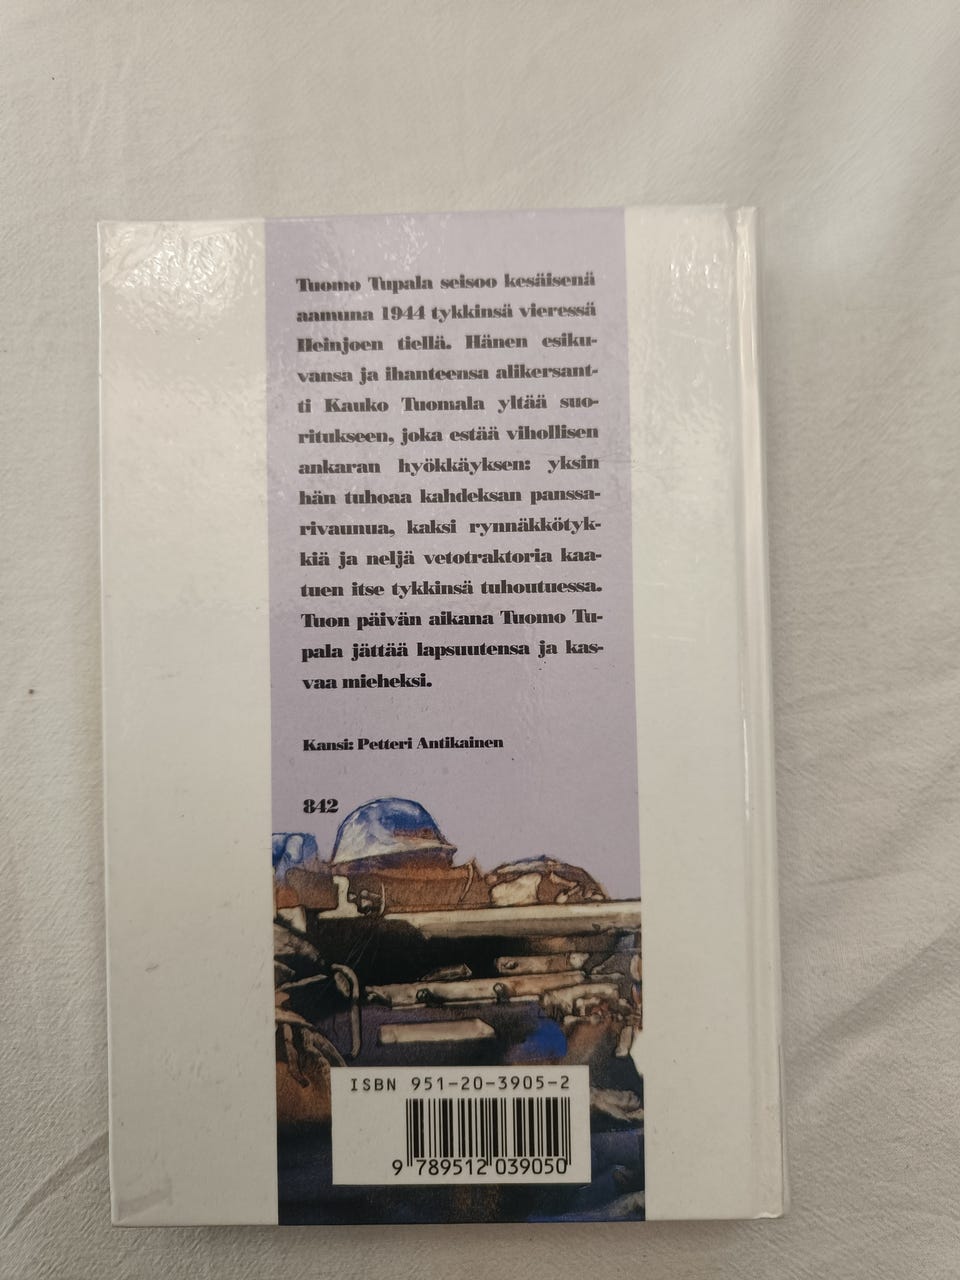 Tuomo Tupala seisoo kesäisenä
aamuna 1944 tykkinsä vieressä
Heinjoen tiellä. Hänen esiku-
vansa ja ihanteensa alikersant-
ti Kauko Tuomala yltää suo-
ritukseen, joka estää vihollisen
ankaran hyökkäyksen: yksin
hän tuhoaa kahdeksan panssa-
rivaunua, kaksi rynnäkkötyk-
kiä ja neljä vetotraktoria kaa-
tuen itse tykkinsä tuhoutuessa.
Tuon päivän aikana Tuomo Tu-
pala jättää lapsuutensa ja kas-
vaa mieheksi.
Kansi: Petteri Antikainen
842
ISBN 951-20-3905-2
9 789512 039050